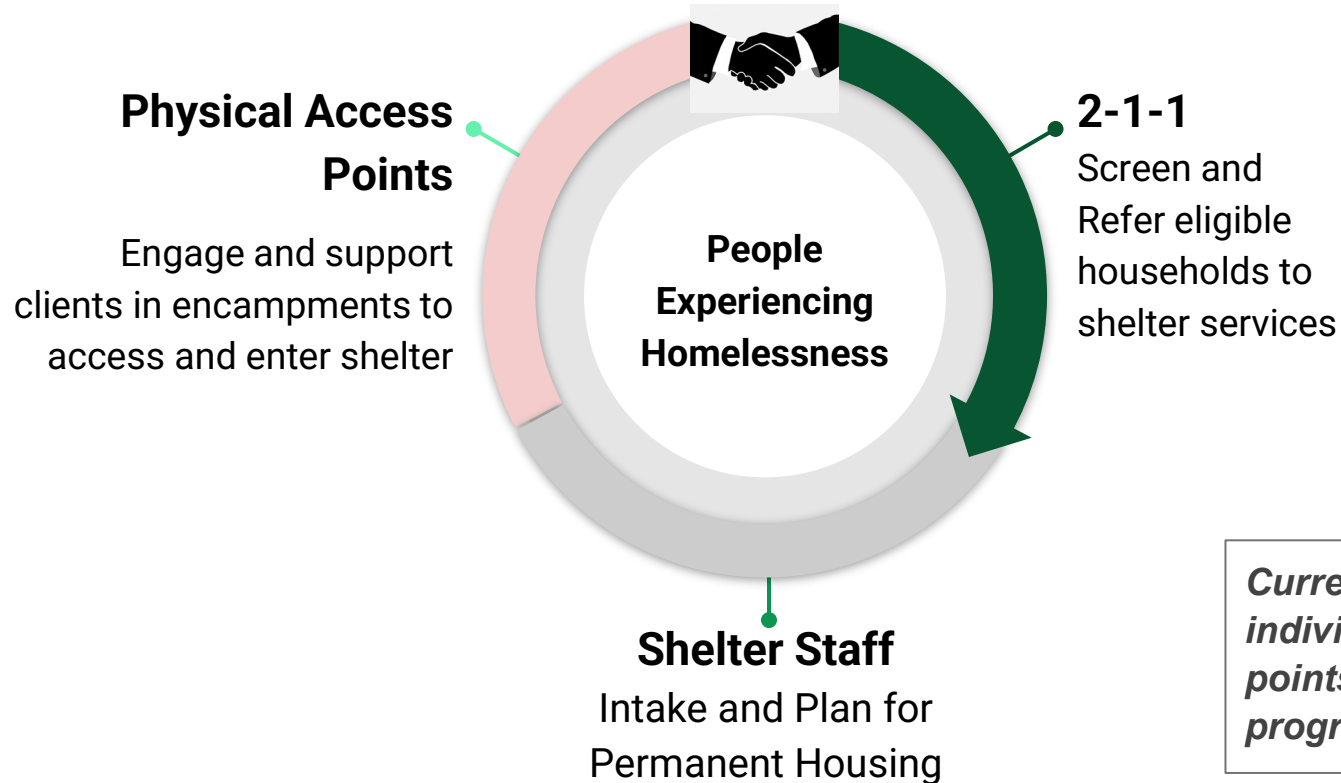 Physical Access
Points
Engage and support
clients in encampments to
access and enter shelter
People
Experiencing
Homelessness
2-1-1
Screen and
Refer eligible
households to
shelter services
Shelter Staff
Intake and Plan for
Permanent Housing